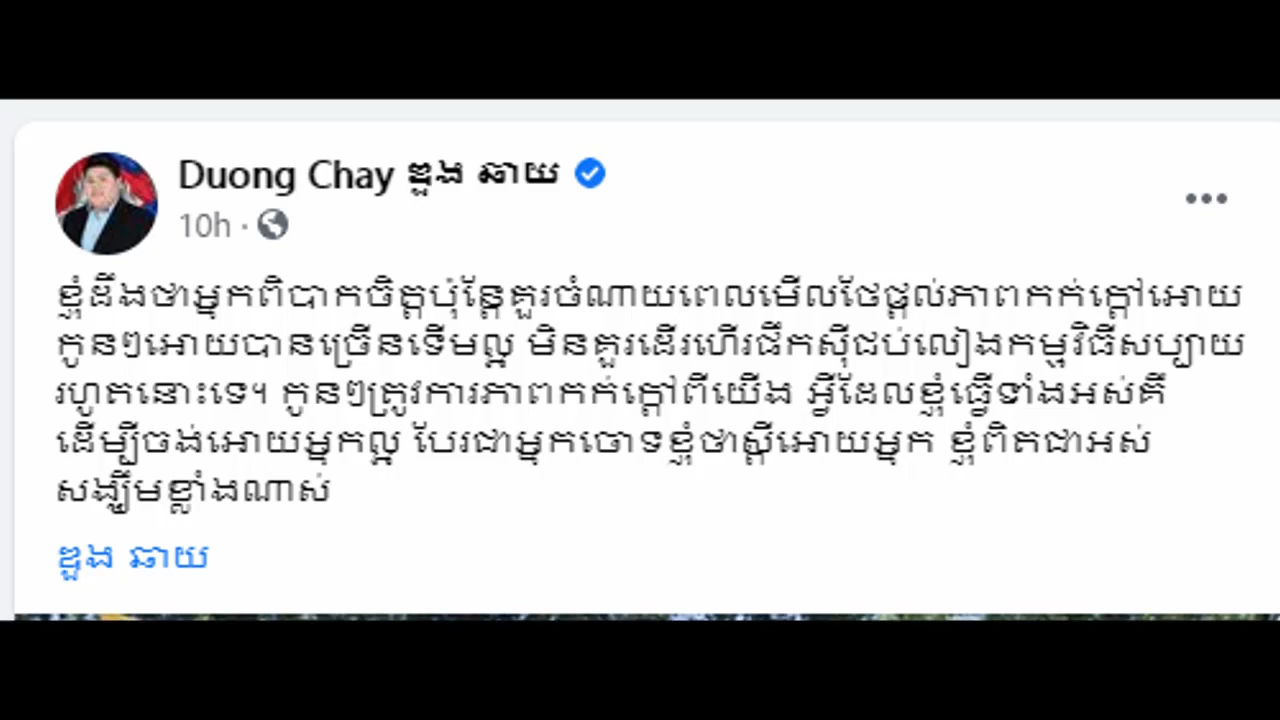 Duong Chay ឌួង ឆាយ
10h ·
ខ្ញុំដឹងថាអ្នកពិបាកចិត្តប៉ុន្តែគួរចំណាយពេលមើលថែផ្តល់ភាពកក់ក្តៅអោយ
កូនៗអោយបានច្រើនទើមល្អ មិនគួរដើរហើរផឹកស៊ីជប់លៀងកម្មវិធីសប្បាយ
រហូតនោះទេ។ កូនៗត្រូវការភាពកក់ក្តៅពីយើង អ្វីដែលខ្ញុំធ្វើទាំងអស់គឺ
ដើម្បីចង់អោយអ្នកល្អ បែរជាអ្នកចោទខ្ញុំថាស្តីអោយអ្នក ខ្ញុំពិតជាអស់
សង្ឃឹមខ្លាំងណាស់
ឌួង ឆាយ